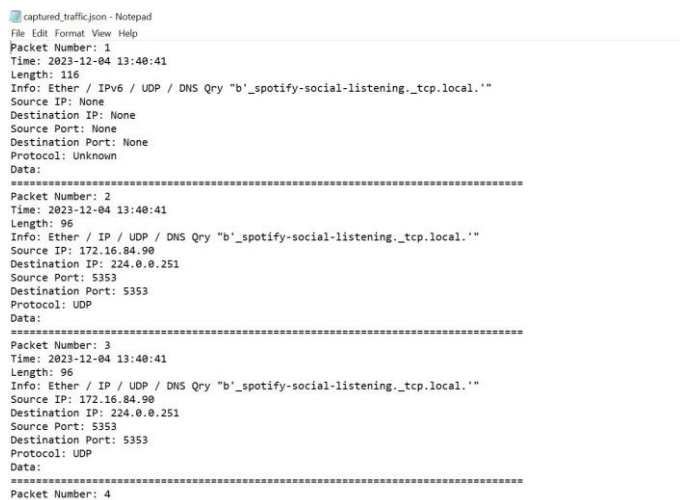 captured_traffic.json - Notepad
File Edit Format View Help
Packet Number: 1
Time: 2023-12-04 13:40:41
Length: 116
Info: Ether / IPv6 / UDP / DNS Qry "b'_spotify-social-listening._tcp.local.'"
Source IP: None
Destination IP: None
Source Port: None
Destination Port: None
Protocol: Unknown
Data:
================================================================================
Packet Number: 2
Time: 2023-12-04 13:40:41
Length: 96
Info: Ether / IP / UDP / DNS Qry "b'_spotify-social-listening._tcp.local.'"
Source IP: 172.16.84.90
Destination IP: 224.0.0.251
Source Port: 5353
Destination Port: 5353
Protocol: UDP
Data:
================================================================================
Packet Number: 3
Time: 2023-12-04 13:40:41
Length: 96
Info: Ether / IP / UDP / DNS Qry "b'_spotify-social-listening._tcp.local.'"
Source IP: 172.16.84.90
Destination IP: 224.0.0.251
Source Port: 5353
Destination Port: 5353
Protocol: UDP
Data:
================================================================================
Packet Number: 4